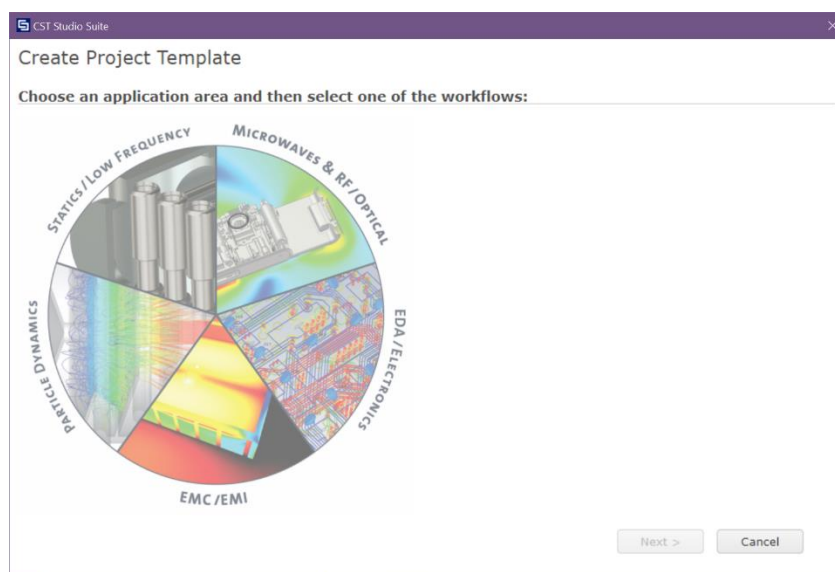 CST Studio Suite
Create Project Template
Choose an application area and then select one of the workflows:
STATICS/LOW FREQUENCY
MICROWAVES & RF/OPTICAL
PARTICLE DYNAMICS
EDA/ELECTRONICS
EMC/EMI
Next >
Cancel